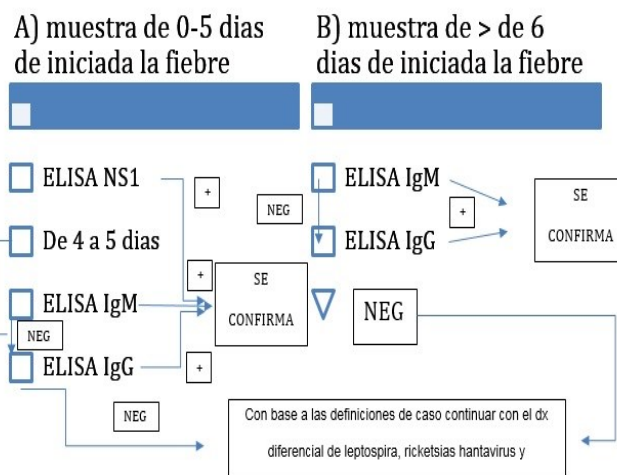 A) muestra de 0-5 dias
de iniciada la fiebre
ELISA NS1
+
De 4 a 5 dias
+
ELISA IgM
NEG
ELISA IgG
+
SE
CONFIRMA
NEG
B) muestra de > de 6
dias de iniciada la fiebre
NEG
ELISA IgM
+
ELISA IgG
SE
CONFIRMA
NEG
Con base a las definiciones de caso continuar con el dx
diferencial de leptospira, ricketsias hantavirus y